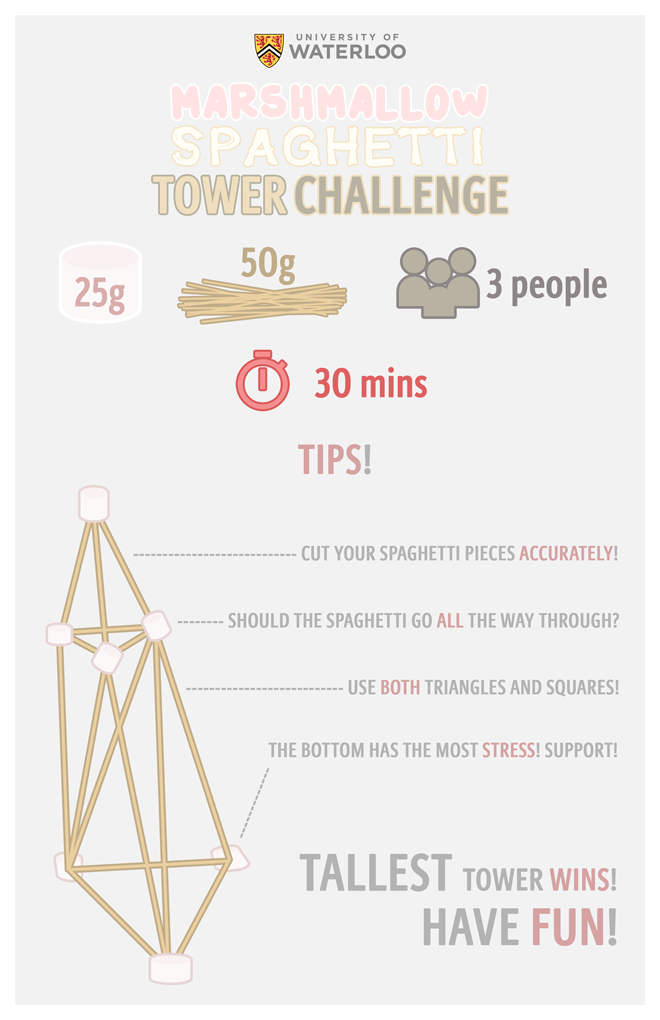 UNIVERSITY OF
WATERLOO
MARSHMALLOW
SPAGHETTI
TOWER CHALLENGE
25g
50g
3 people
30 mins
TIPS!
CUT YOUR SPAGHETTI PIECES ACCURATELY!
SHOULD THE SPAGHETTI GO ALL THE WAY THROUGH?
USE BOTH TRIANGLES AND SQUARES!
THE BOTTOM HAS THE MOST STRESS! SUPPORT!
TALLEST TOWER WINS!
HAVE FUN!